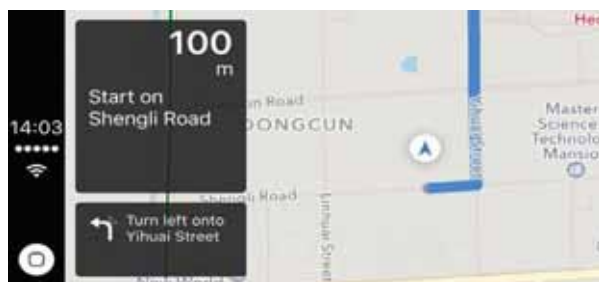 14:03
100
m
Start on
Shengli Road
Turn left onto
Yihuai Street
Road
DONGCUN
Shengli Road
Linhuai Street
Yihuai Street
Master
Science
Technolo
Mansio
He